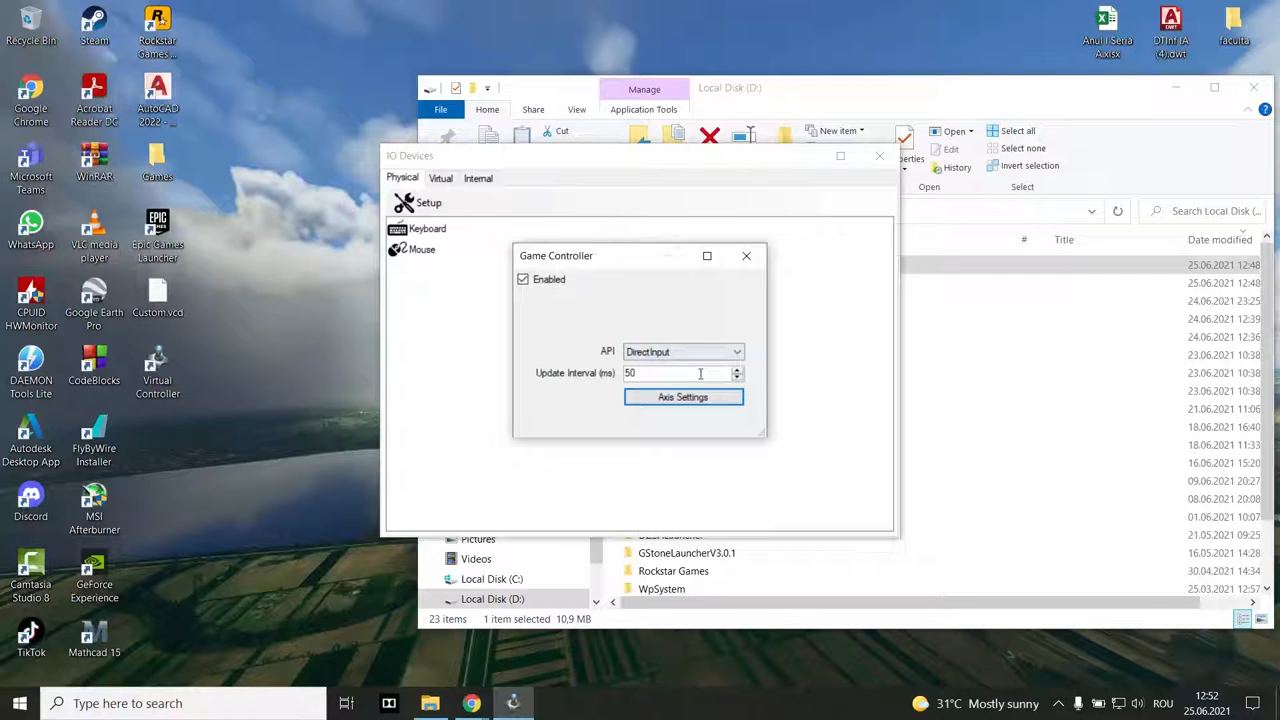 Recycle Bin
Steam
Rockstar
Games ...
Google
Chrome
Acrobat
Reader DC
AutoCAD
2022 - ...
Microsoft
Teams
WinRAR
Games
WhatsApp
VLC media
player
Epic Games
Launcher
CPUID
HWMonitor
Google Earth
Pro
Custom.vcd
DAEMON
Tools Lite
CodeBlocks
Virtual
Controller
Autodesk
Desktop App
FlyByWire
Installer
Discord
MSI
Afterburner
Camtasia
Studio 8
GeForce
Experience
TikTok
Mathcad 15
Anul I Seria
A.xlsx
DTInf IA
(4).dwt
faculta
Manage
Local Disk (D:)
File
Home
Share
View
Application Tools
Cut
New item
Open
Select all
Edit
Select none
History
Invert selection
Open
Select
Search Local Disk (...
#
Title
Date modified
25.06.2021 12:48
25.06.2021 12:48
24.06.2021 23:25
24.06.2021 12:39
24.06.2021 12:36
23.06.2021 10:38
23.06.2021 10:38
23.06.2021 10:38
21.06.2021 11:06
18.06.2021 16:40
18.06.2021 11:33
16.06.2021 15:20
09.06.2021 20:27
08.06.2021 20:08
01.06.2021 10:07
21.05.2021 09:25
16.05.2021 14:28
30.04.2021 14:34
25.03.2021 12:57
IO Devices
Physical
Virtual
Internal
Setup
Keyboard
Mouse
Game Controller
Enabled
API
DirectInput
Update Interval (ms)
50
Axis Settings
Pictures
Videos
Local Disk (C:)
Local Disk (D:)
GStoneLauncherV3.0.1
Rockstar Games
WpSystem
23 items
1 item selected
10,9 MB
Type here to search
31°C
Mostly sunny
ROU
12:52
25.06.2021